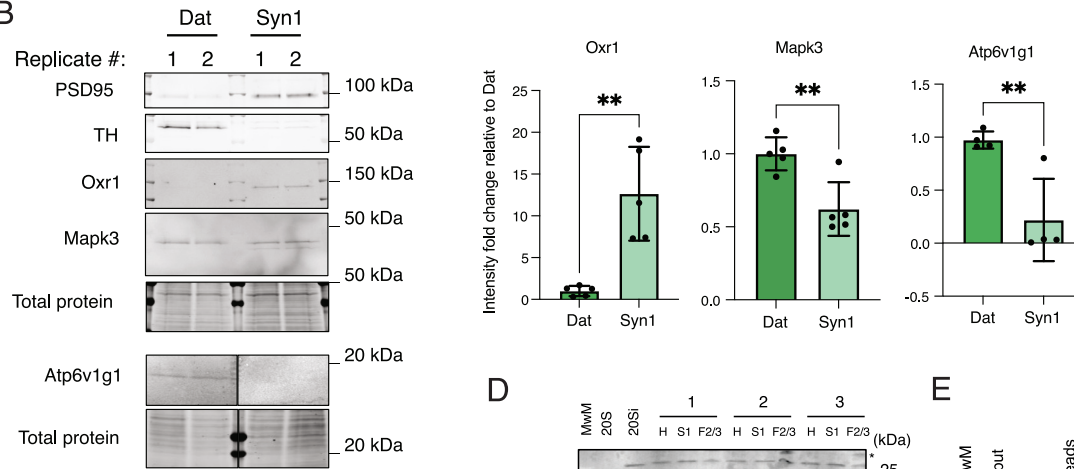 B
Dat Syn1
Replicate #: 1 2 1 2
PSD95 100 kDa
TH 50 kDa
Oxr1 150 kDa
Mapk3 50 kDa
50 kDa
Total protein
Atp6v1g1 20 kDa
Total protein 20 kDa
Oxr1
Intensity fold change relative to Dat
25
20
15
10
5
0
**
Dat Syn1
Mapk3
1.5
1.0
0.5
0.0
**
Dat Syn1
Atp6v1g1
1.5
1.0
0.5
0.0
-0.5
**
Dat Syn1
D
MwM 20S 20Si
1 2 3
H S1 F2/3 H S1 F2/3 H S1 F2/3
(kDa)
*
25
E